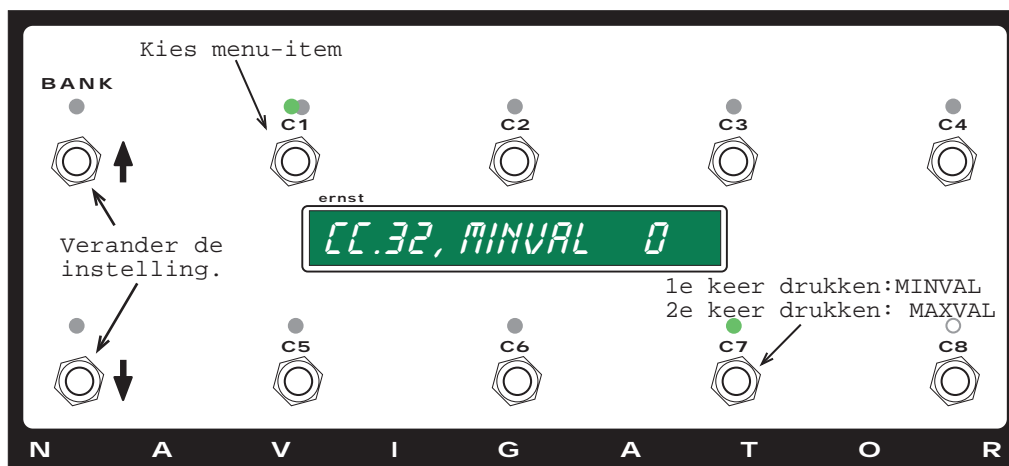 Kies menu-item
BANK
C1 C2 C3 C4
ernst
CC.32, MINVAL 0
Verander de
instelling.
1e keer drukken:MINVAL
2e keer drukken: MAXVAL
C5 C6 C7 C8
N A V I G A T O R